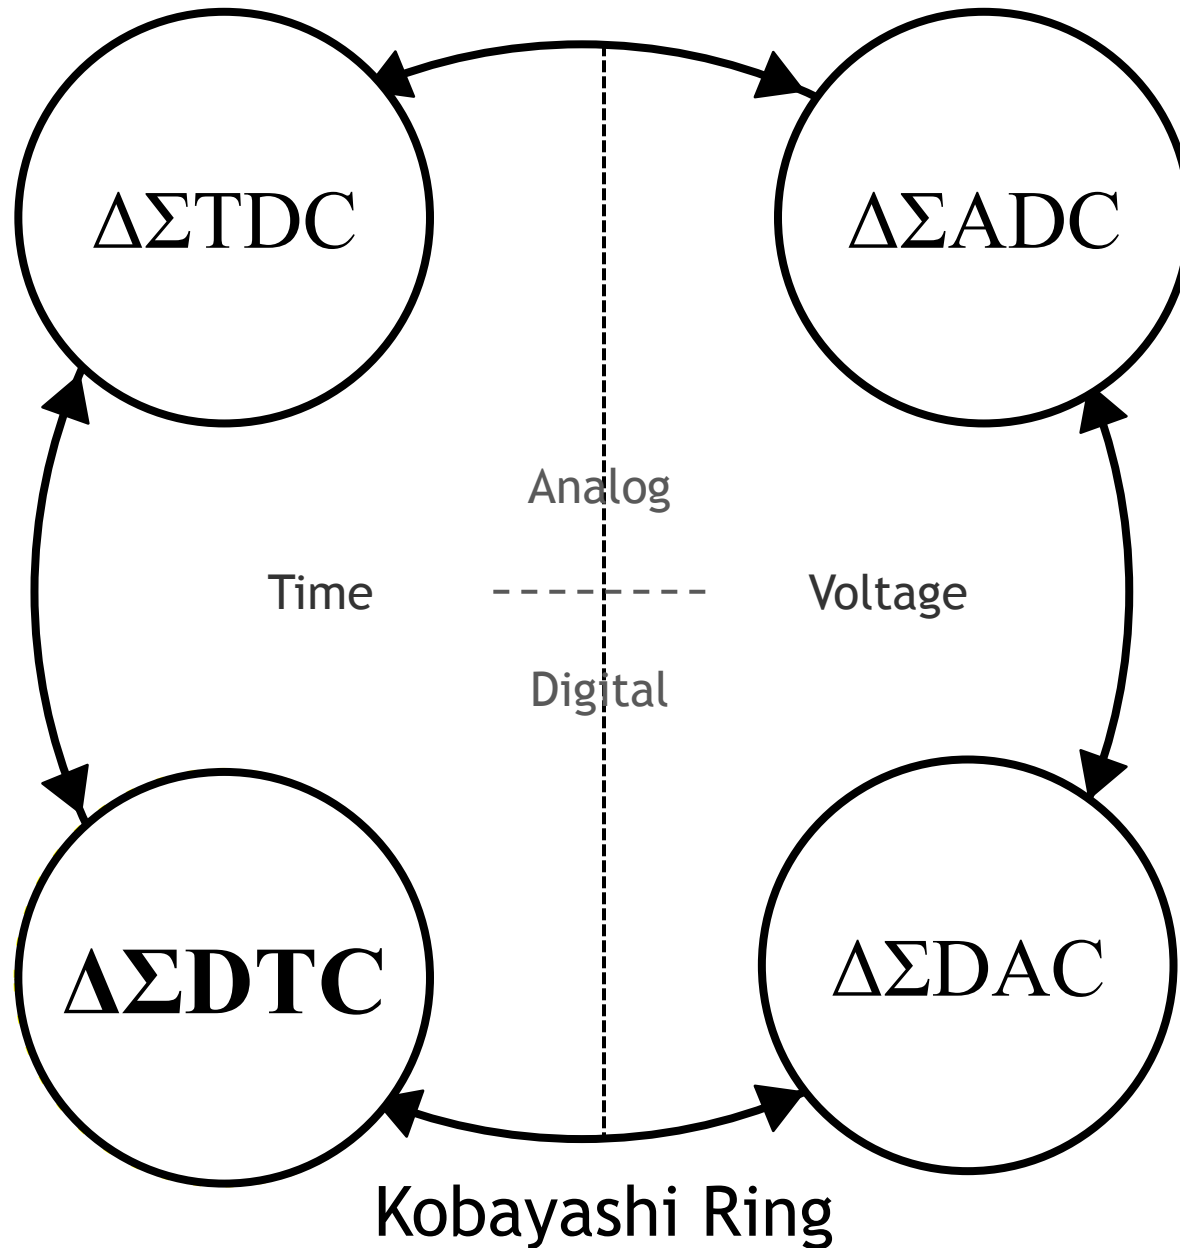 ΔΣTDC
ΔΣADC
Analog
Time
Voltage
Digital
ΔΣDTC
ΔΣDAC
Kobayashi Ring